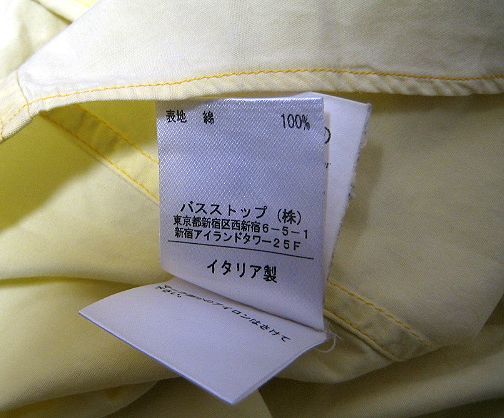 表地 綿 100%
バスストップ (株)
東京都新宿区西新宿6-5-1
新宿アイランドタワー25F
イタリア製